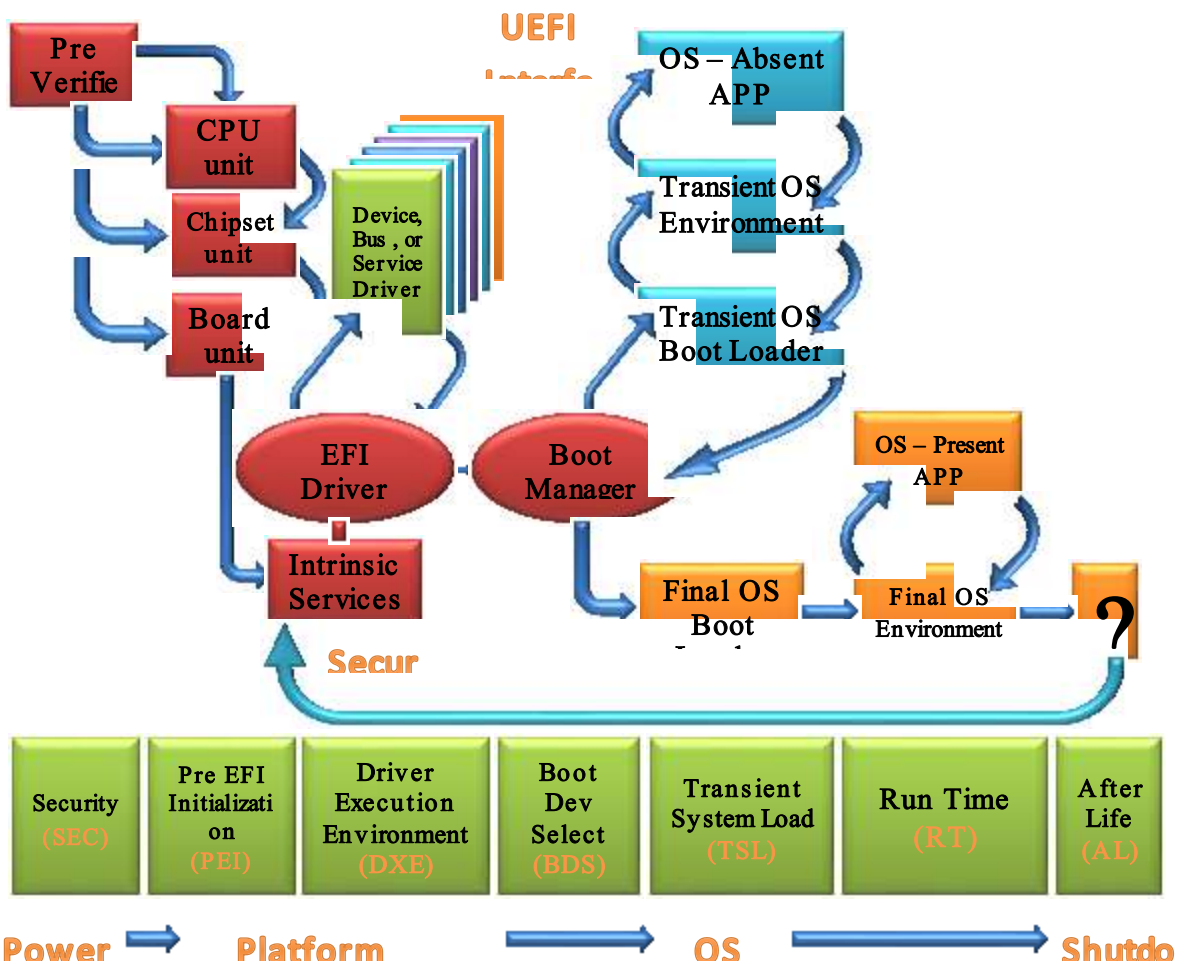 UEFI
Pre
Verifie
OS – Absent
APP
CPU
unit
Transient OS
Environment
Chipset
unit
Device,
Bus , or
Service
Driver
Board
unit
Transient OS
Boot Loader
EFI
Driver
Boot
Manager
OS – Present
APP
Intrinsic
Services
Final OS
Boot
Final OS
Environment
?
Secur
Security
(SEC)
Pre EFI
Initializati
on
(PEI)
Driver
Execution
Environment
(DXE)
Boot
Dev
Select
(BDS)
Transient
System Load
(TSL)
Run Time
(RT)
After
Life
(AL)
Power
Platform
OS
Shutdo